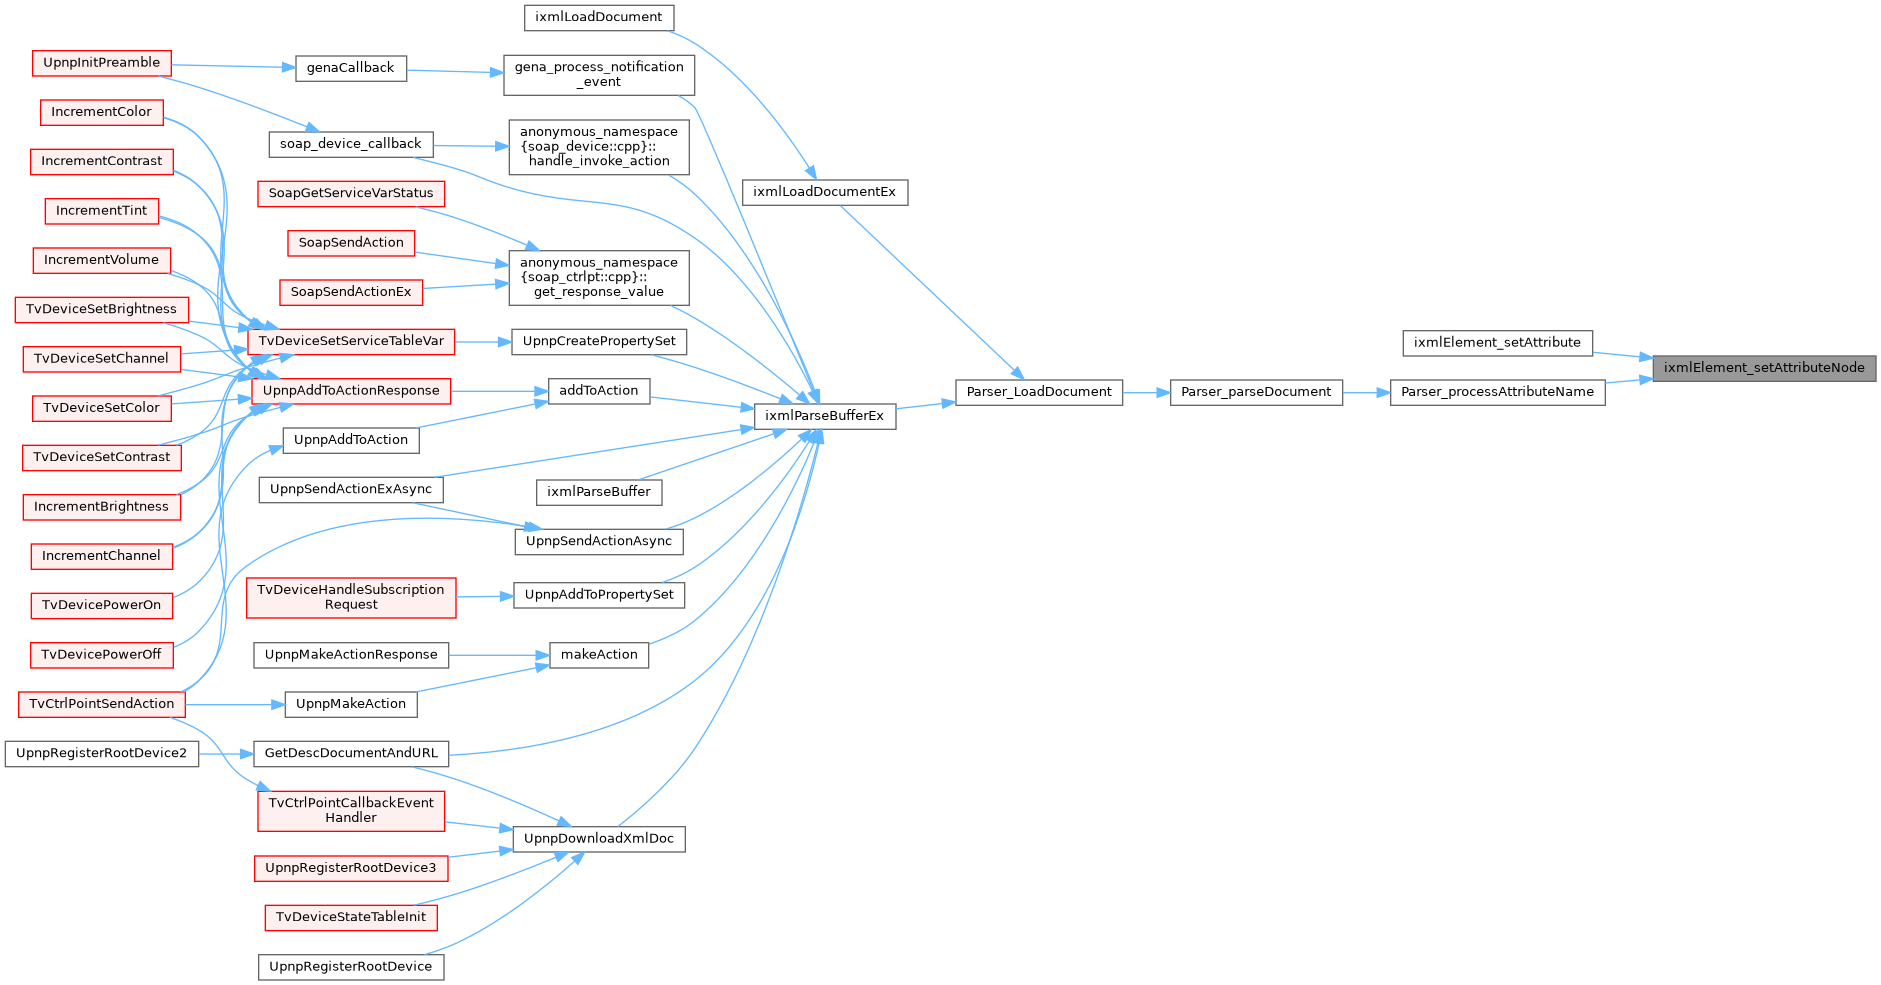 ixmlLoadDocument
UpnpInitPreamble
genaCallback
gena_process_notification
_event
IncrementColor
soap_device_callback
anonymous_namespace
{soap_device::cpp}::
handle_invoke_action
IncrementContrast
SoapGetServiceVarStatus
ixmlLoadDocumentEx
IncrementTint
SoapSendAction
IncrementVolume
anonymous_namespace
{soap_ctrlpt::cpp}::
get_response_value
SoapSendActionEx
TvDeviceSetBrightness
TvDeviceSetServiceTableVar
UpnpCreatePropertySet
ixmlElement_setAttribute
TvDeviceSetChannel
ixmlElement_setAttributeNode
UpnpAddToActionResponse
addToAction
Parser_LoadDocument
Parser_parseDocument
Parser_processAttributeName
TvDeviceSetColor
ixmlParseBufferEx
UpnpAddToAction
TvDeviceSetContrast
UpnpSendActionExAsync
ixmlParseBuffer
IncrementBrightness
UpnpSendActionAsync
IncrementChannel
TvDeviceHandleSubscription
Request
UpnpAddToPropertySet
TvDevicePowerOn
TvDevicePowerOff
UpnpMakeActionResponse
makeAction
TvCtrlPointSendAction
UpnpMakeAction
UpnpRegisterRootDevice2
GetDescDocumentAndURL
TvCtrlPointCallbackEvent
Handler
UpnpDownloadXmlDoc
UpnpRegisterRootDevice3
TvDeviceStateTableInit
UpnpRegisterRootDevice